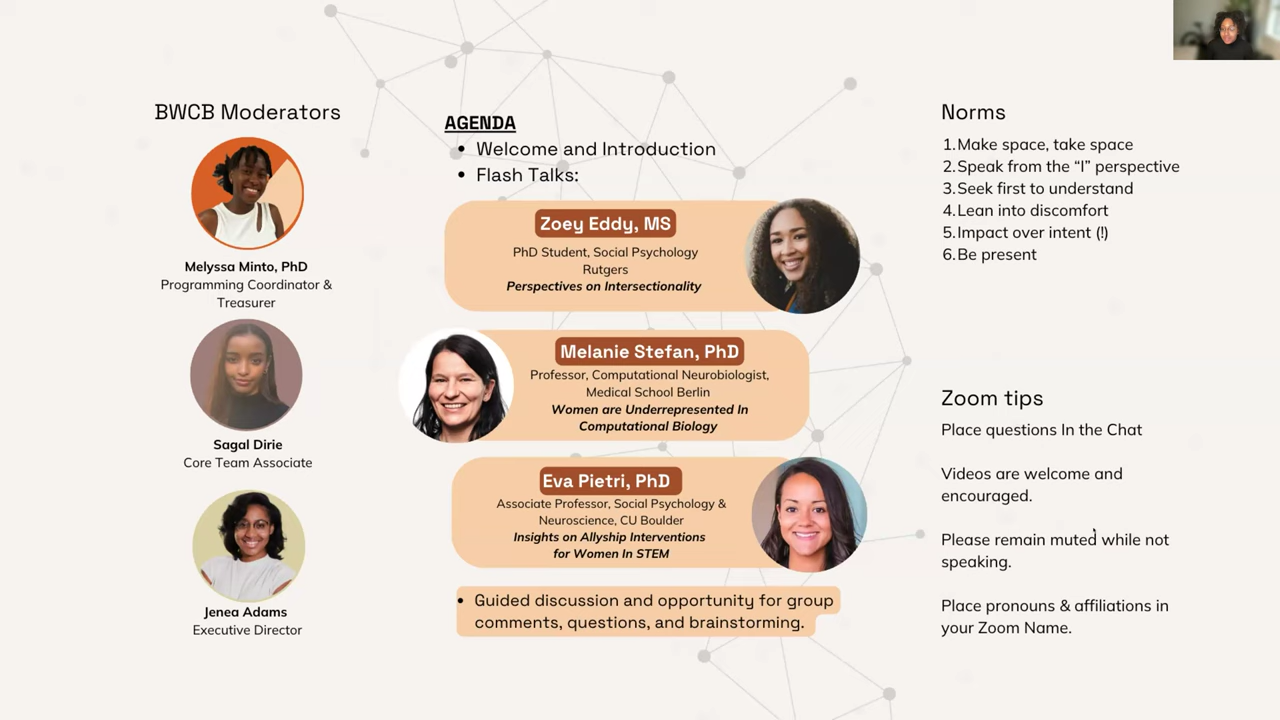 BWCB Moderators
Melyssa Minto, PhD
Programming Coordinator &
Treasurer
Sagal Dirie
Core Team Associate
Jenea Adams
Executive Director
AGENDA
• Welcome and Introduction
• Flash Talks:
Zoey Eddy, MS
PhD Student, Social Psychology
Rutgers
Perspectives on Intersectionality
Melanie Stefan, PhD
Professor, Computational Neurobiologist,
Medical School Berlin
Women are Underrepresented In
Computational Biology
Eva Pietri, PhD
Associate Professor, Social Psychology &
Neuroscience, CU Boulder
Insights on Allyship Interventions
for Women In STEM
• Guided discussion and opportunity for group
comments, questions, and brainstorming.
Norms
1. Make space, take space
2. Speak from the “I” perspective
3. Seek first to understand
4. Lean into discomfort
5. Impact over intent (!)
6. Be present
Zoom tips
Place questions In the Chat
Videos are welcome and
encouraged.
Please remain muted while not
speaking.
Place pronouns & affiliations in
your Zoom Name.